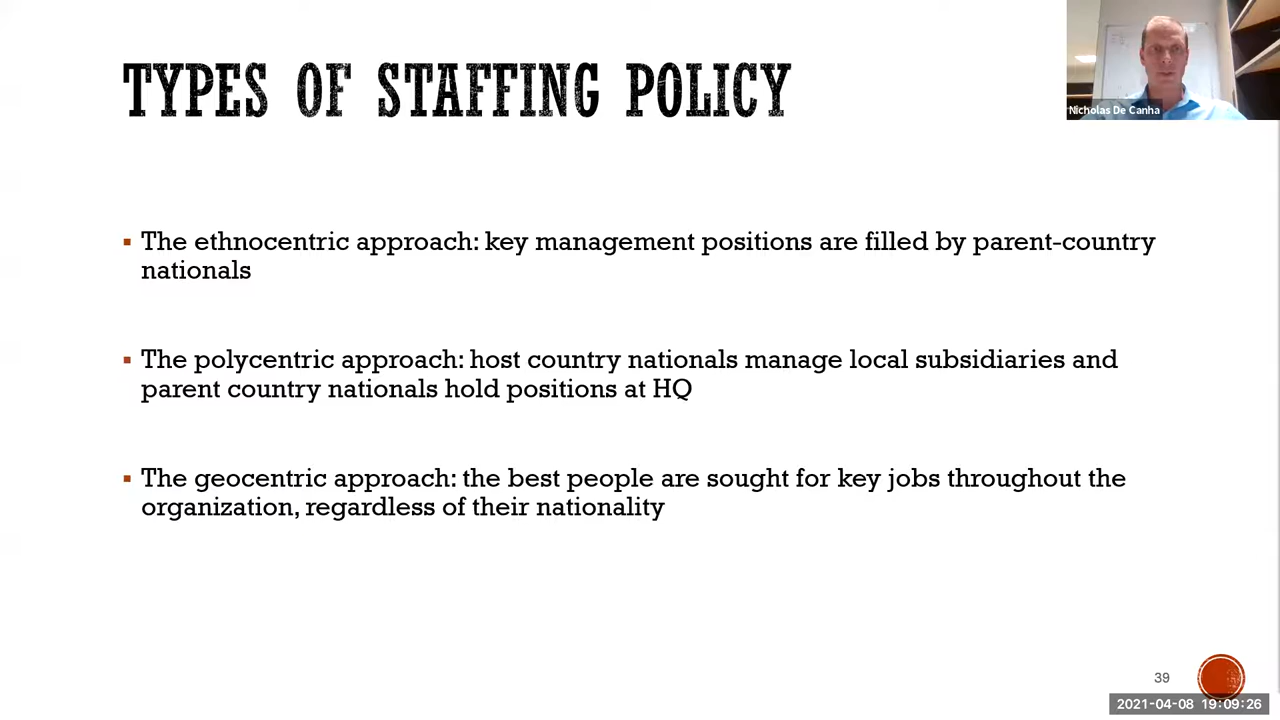 TYPES OF STAFFING POLICY
Nicholas De Canha
▪ The ethnocentric approach: key management positions are filled by parent-country
nationals
▪ The polycentric approach: host country nationals manage local subsidiaries and
parent country nationals hold positions at HQ
▪ The geocentric approach: the best people are sought for key jobs throughout the
organization, regardless of their nationality
39
2021-04-08 19:09:26